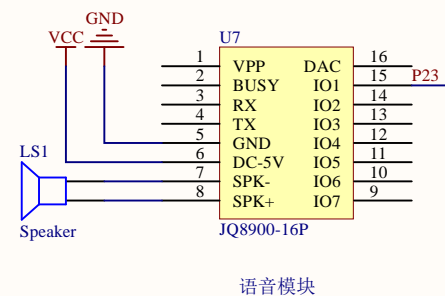 GND
VCC
U7
1 VPP DAC 16
2 BUSY IO1 15 P23
3 RX IO2 14
4 TX IO3 13
5 GND IO4 12
6 DC-5V IO5 11
7 SPK- IO6 10
8 SPK+ IO7 9
LS1
Speaker
JQ8900-16P
语音模块